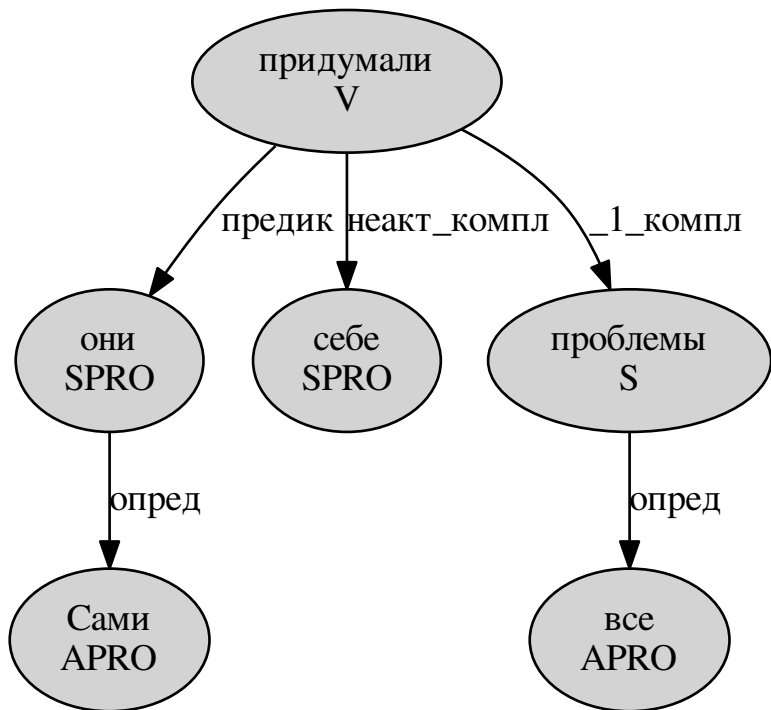 придумали
V
предик
неакт_компл
_1_компл
они
SPRO
себе
SPRO
проблемы
S
опред
опред
Сами
APRO
все
APRO